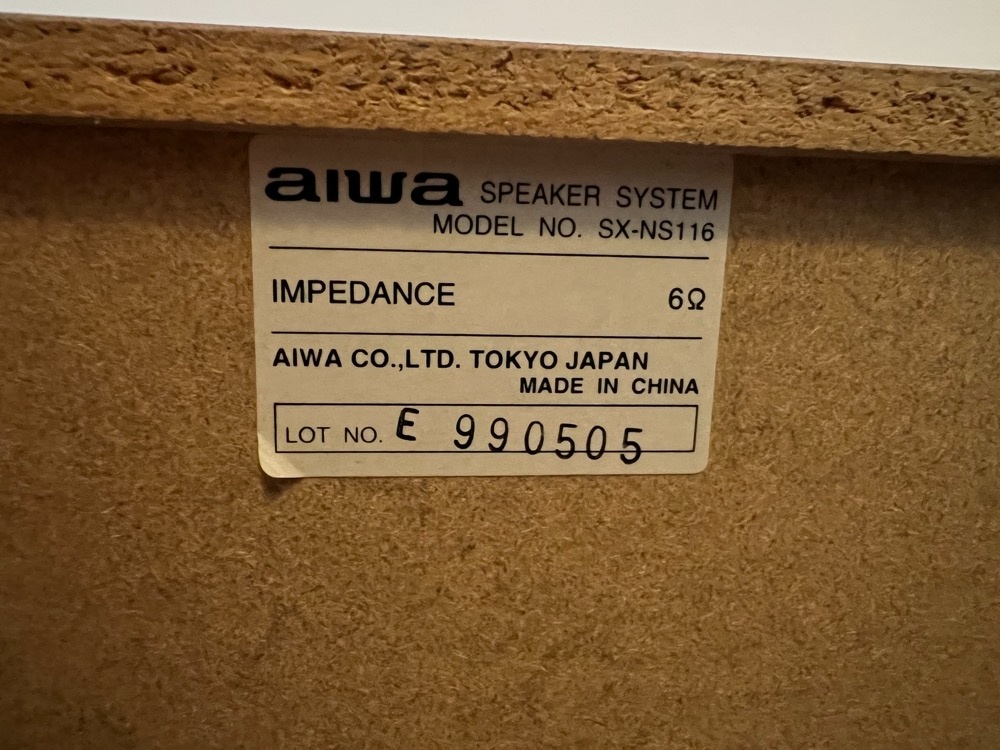 aiwa SPEAKER SYSTEM
MODEL NO. SX-NS116
IMPEDANCE 6Ω
AIWA CO.,LTD. TOKYO JAPAN
MADE IN CHINA
LOT NO. E 990505